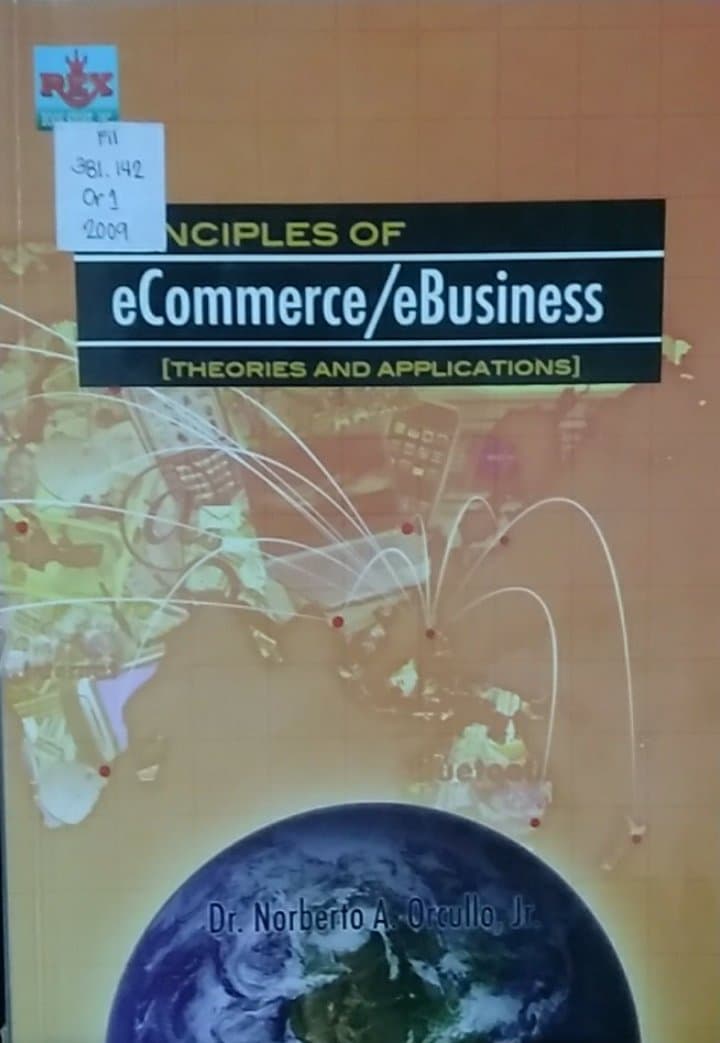 REX
Fil
381.142
Or1
2009
NCIPLES OF
eCommerce/eBusiness
[THEORIES AND APPLICATIONS]
Dr. Norberto A. Orcullo, Jr.